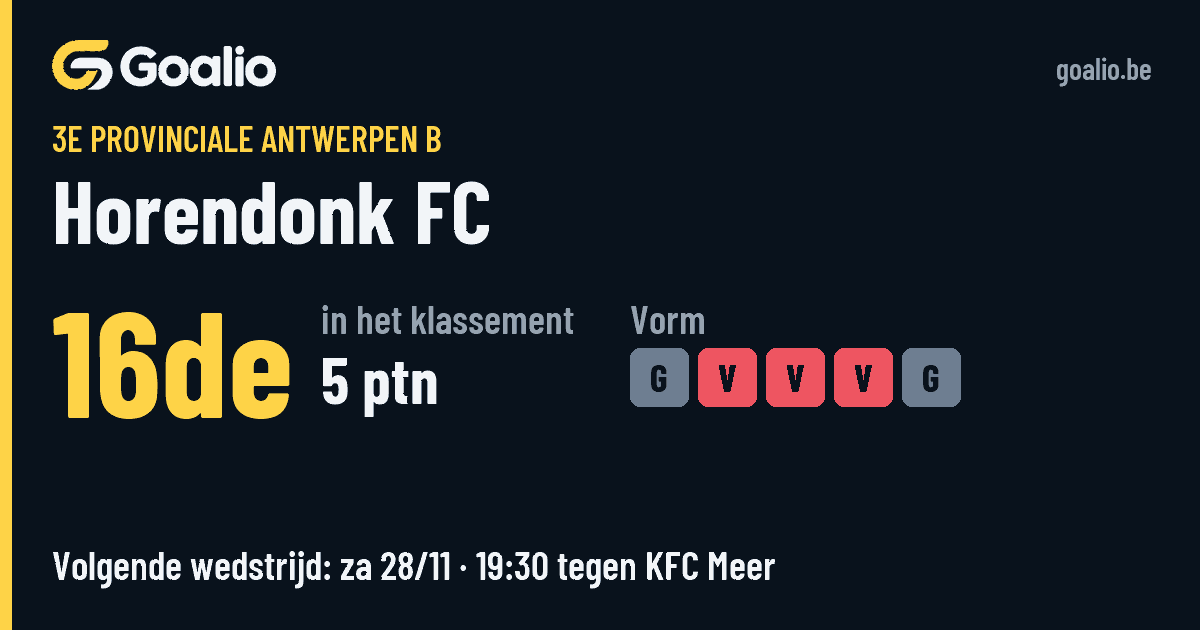 Goalio
goalio.be
3E PROVINCIALE ANTWERPEN B
Horendonk FC
16de
in het klassement
5 ptn
Vorm
G V V V G
Volgende wedstrijd: za 28/11 · 19:30 tegen KFC Meer